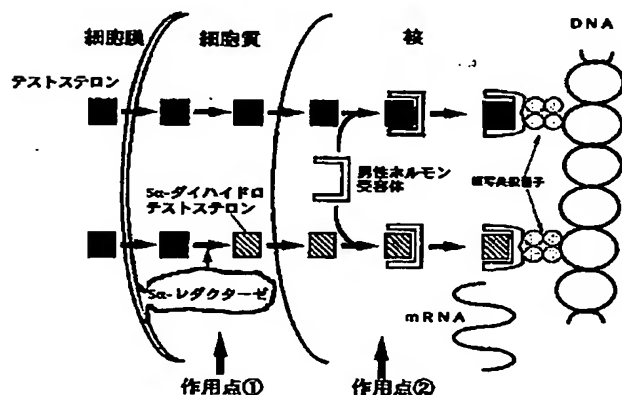 細胞膜
細胞質
核
DNA
テストステロン
5α-ダイハイドロ
テストステロン
男性ホルモン
受容体
5α-レダクターゼ
mRNA
作用点①
作用点②